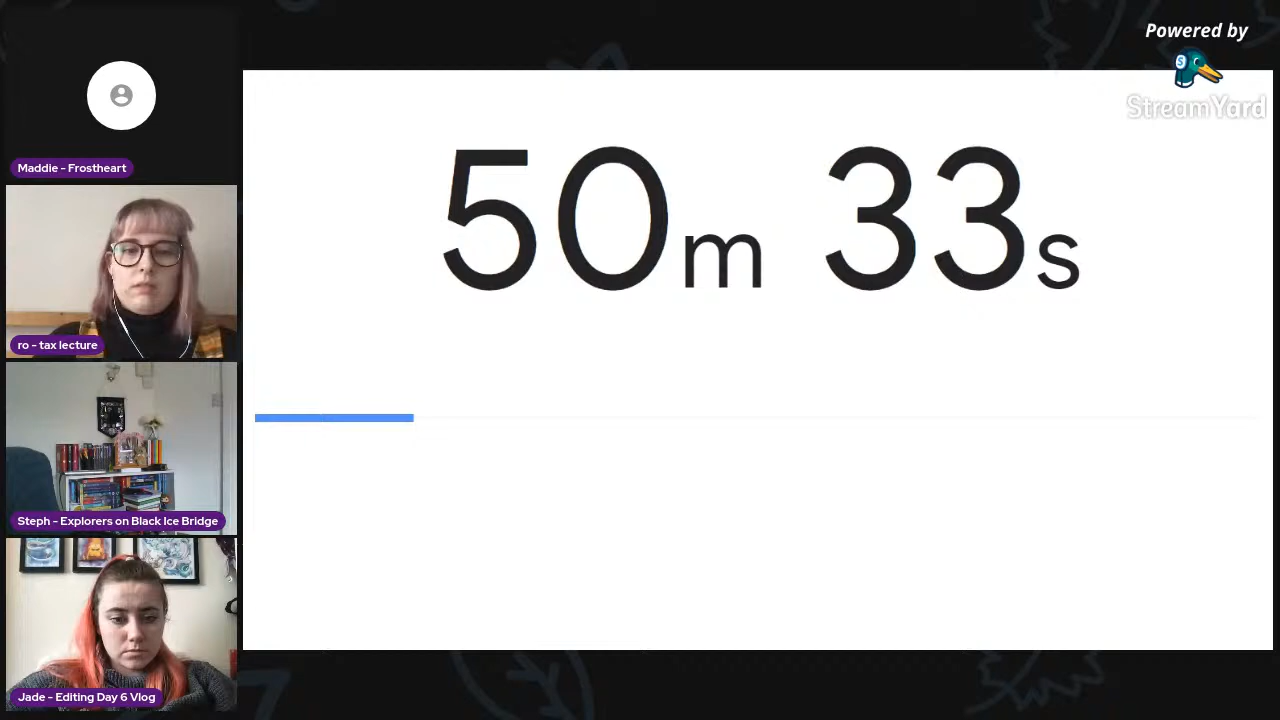 Powered by
StreamYard
Maddie - Frostheart
50m 33s
ro - tax lecture
Steph - Explorers on Black Ice Bridge
Jade - Editing Day 6 Vlog